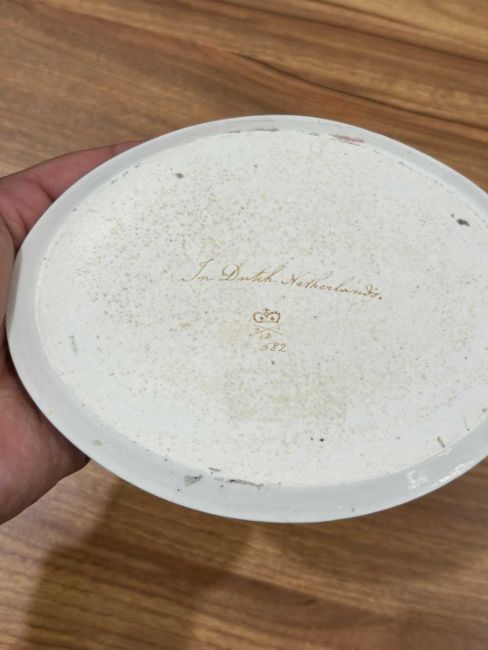 In Dutch Netherlands.
D
582